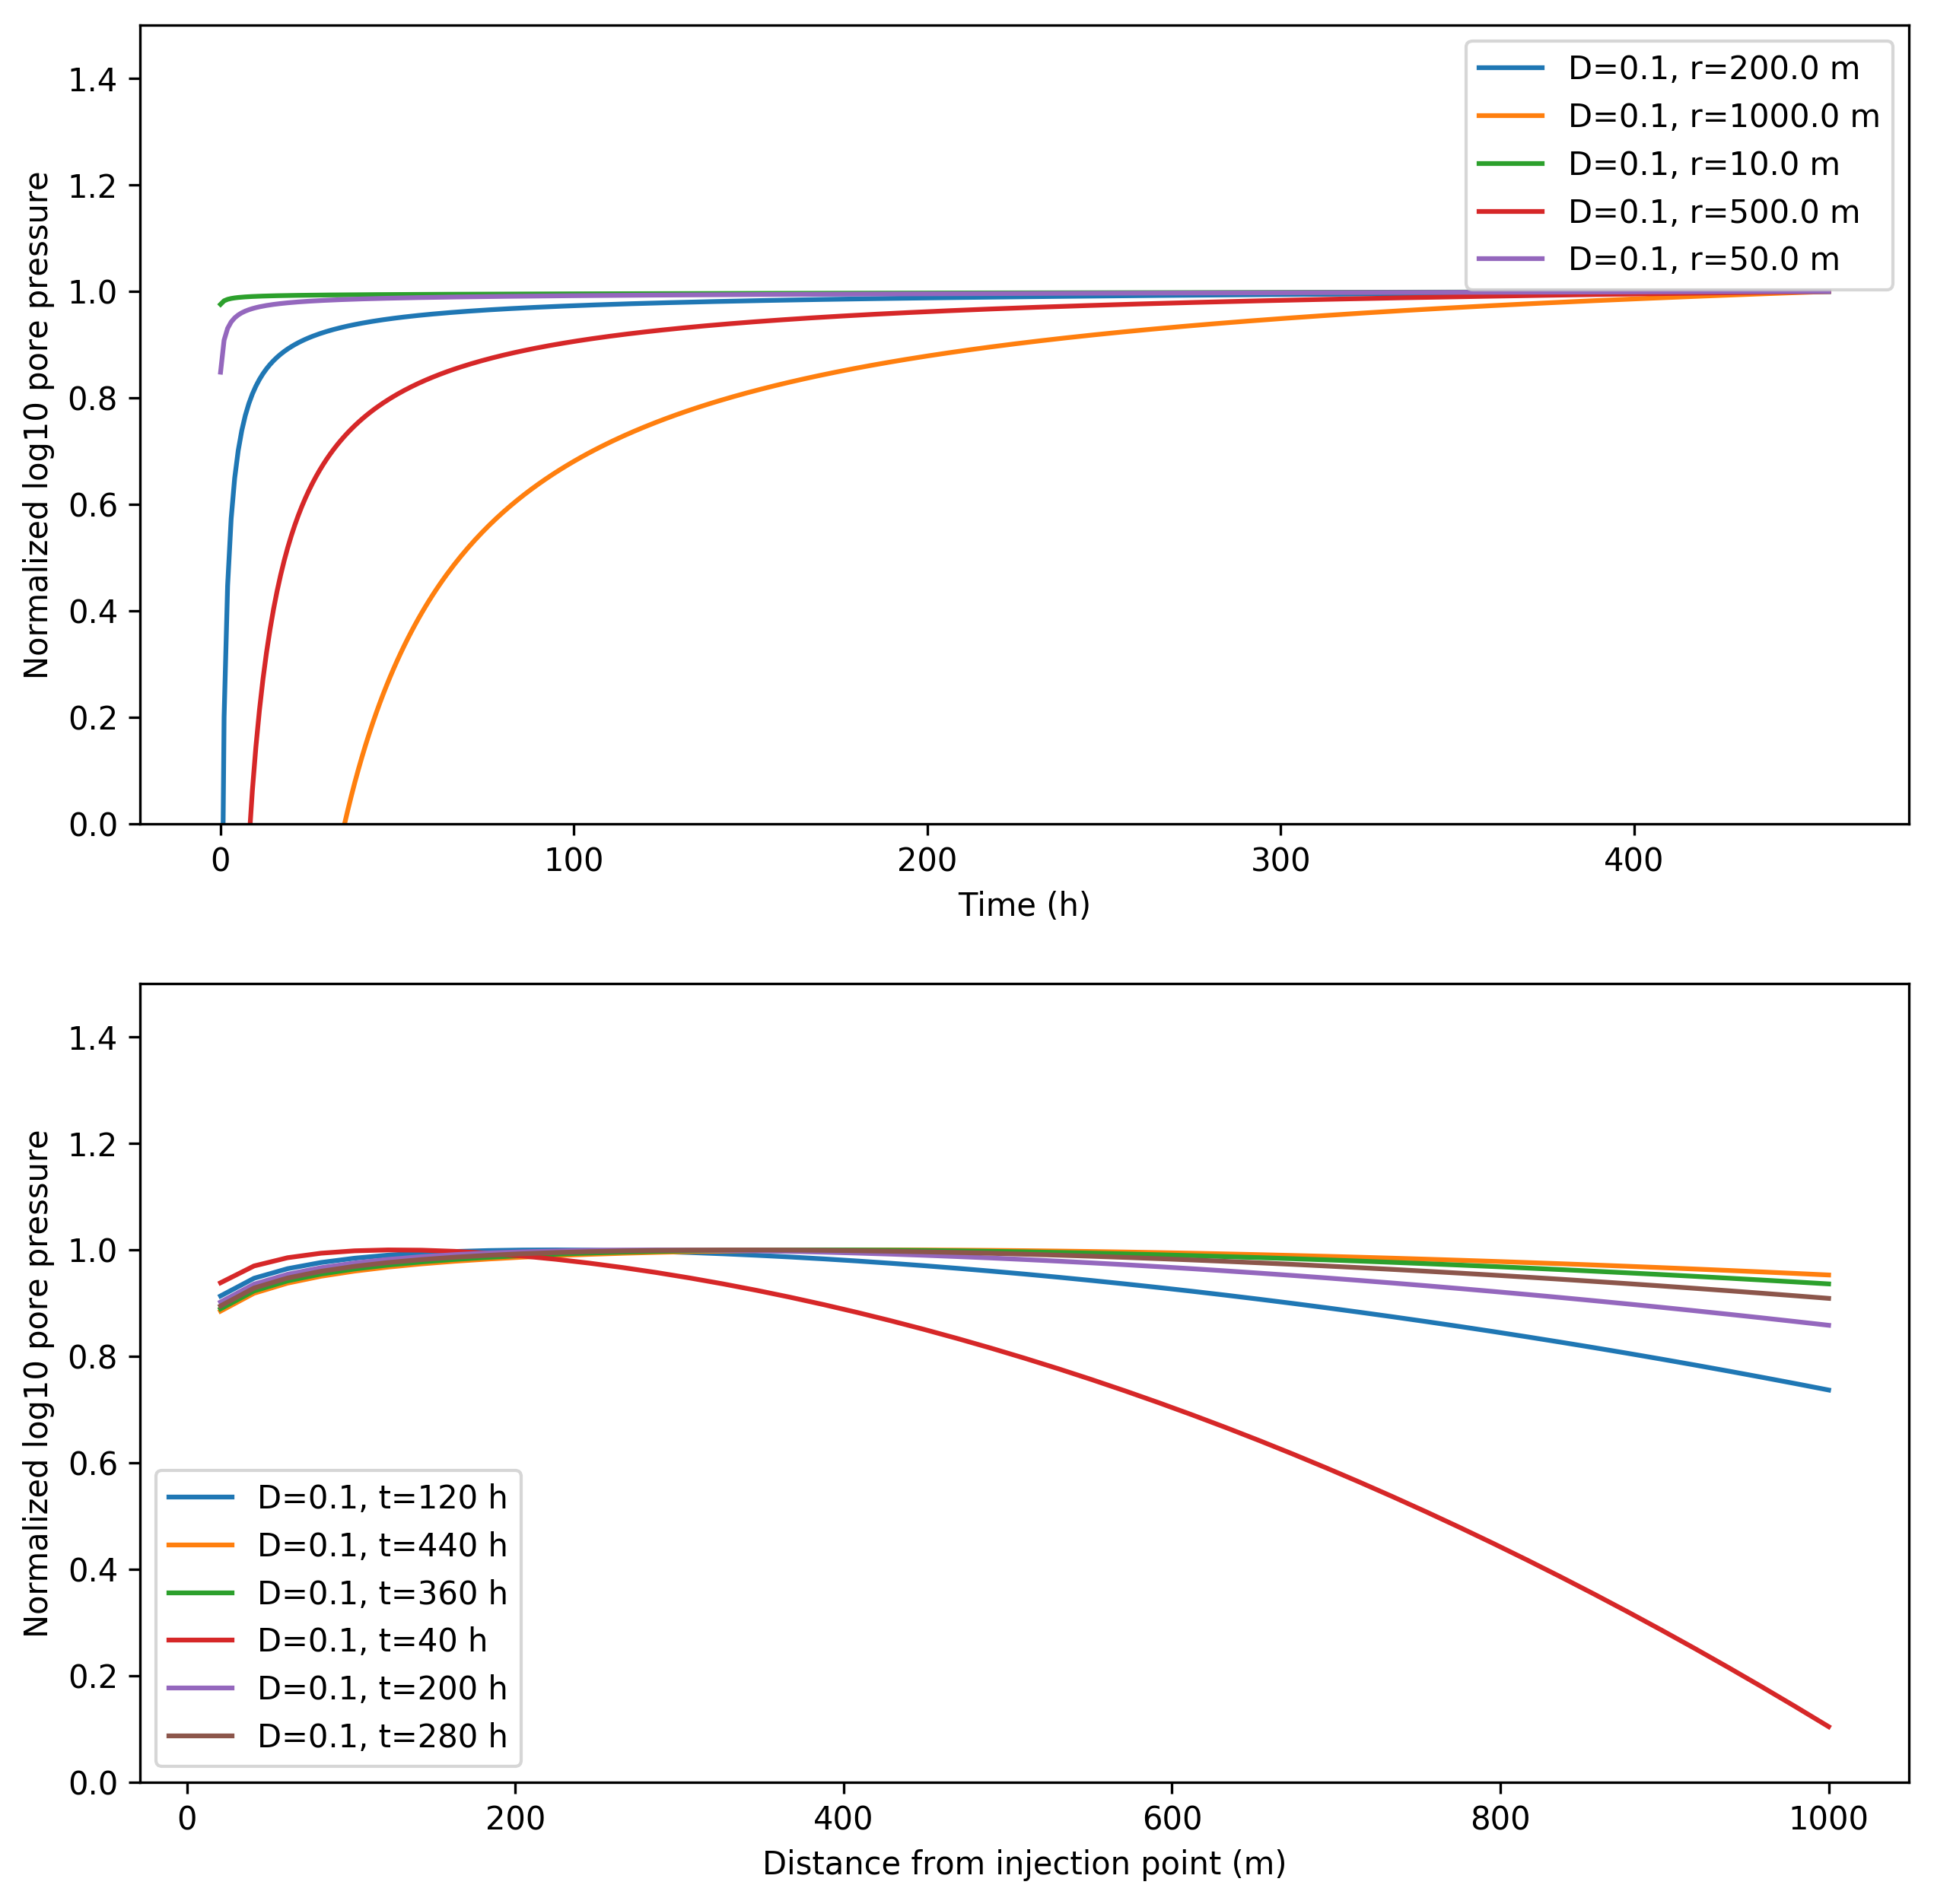 1.4
1.2
1.0
0.8
0.6
0.4
0.2
0.0
Normalized log10 pore pressure
D=0.1, r=200.0 m
D=0.1, r=1000.0 m
D=0.1, r=10.0 m
D=0.1, r=500.0 m
D=0.1, r=50.0 m
0 100 200 300 400
Time (h)
1.4
1.2
1.0
0.8
0.6
0.4
0.2
0.0
Normalized log10 pore pressure
D=0.1, t=120 h
D=0.1, t=440 h
D=0.1, t=360 h
D=0.1, t=40 h
D=0.1, t=200 h
D=0.1, t=280 h
0 200 400 600 800 1000
Distance from injection point (m)